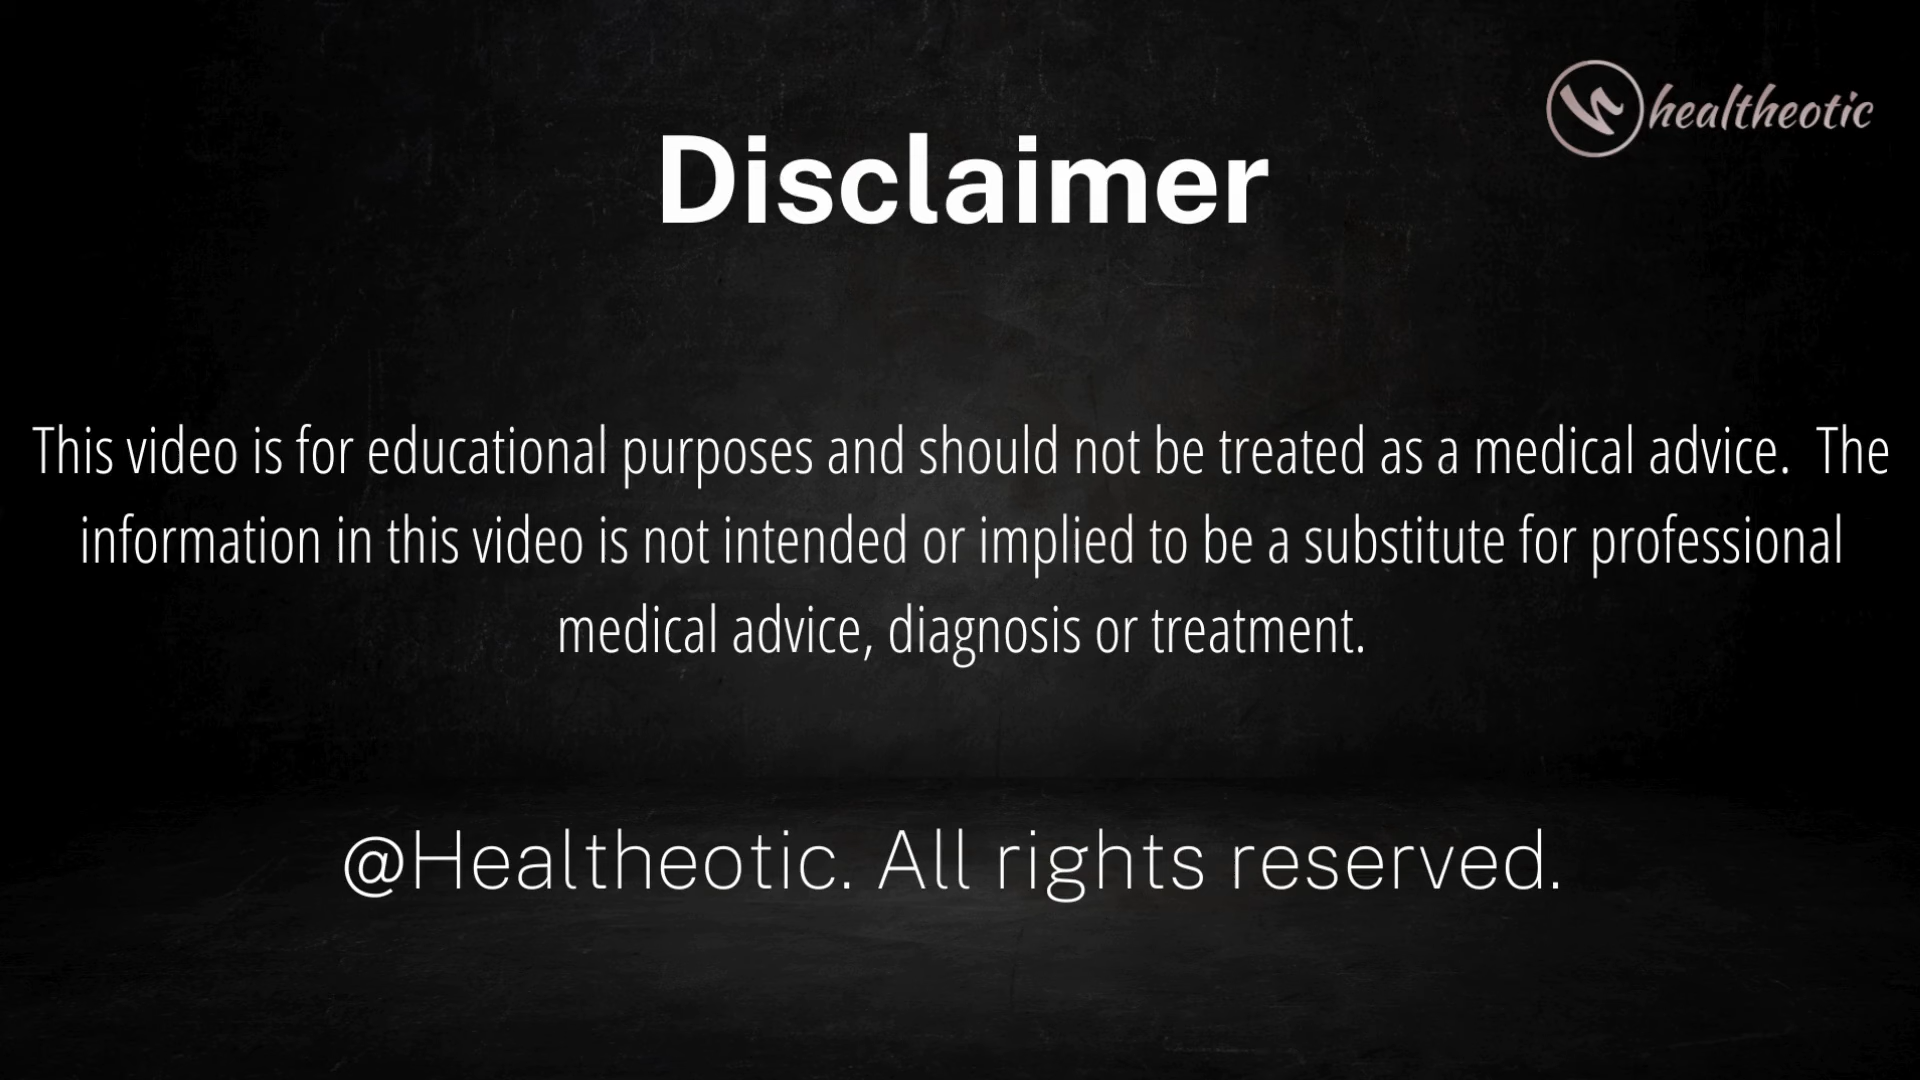 healtheotic
Disclaimer
This video is for educational purposes and should not be treated as a medical advice.  The
information in this video is not intended or implied to be a substitute for professional
medical advice, diagnosis or treatment.
@Healtheotic. All rights reserved.